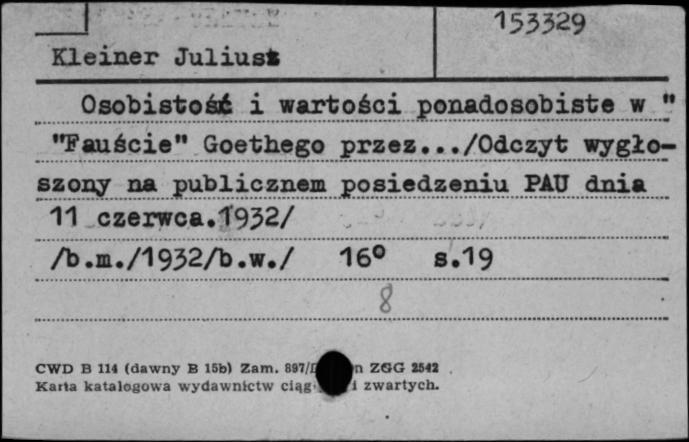 153329
Kleiner Juliusz
Osobistość i wartości ponadosobiste w "
"Fauście" Goethego przez.../Odczyt wygło-
szony na publicznem posiedzeniu PAU dnia
11 czerwca.1932/
/b.m./1932/b.w./ 16° s.19
8
CWD B 114 (dawny B 15b) Zam. 897/ ZGG 2542
Karta katalogowa wydawnictw zwartych.